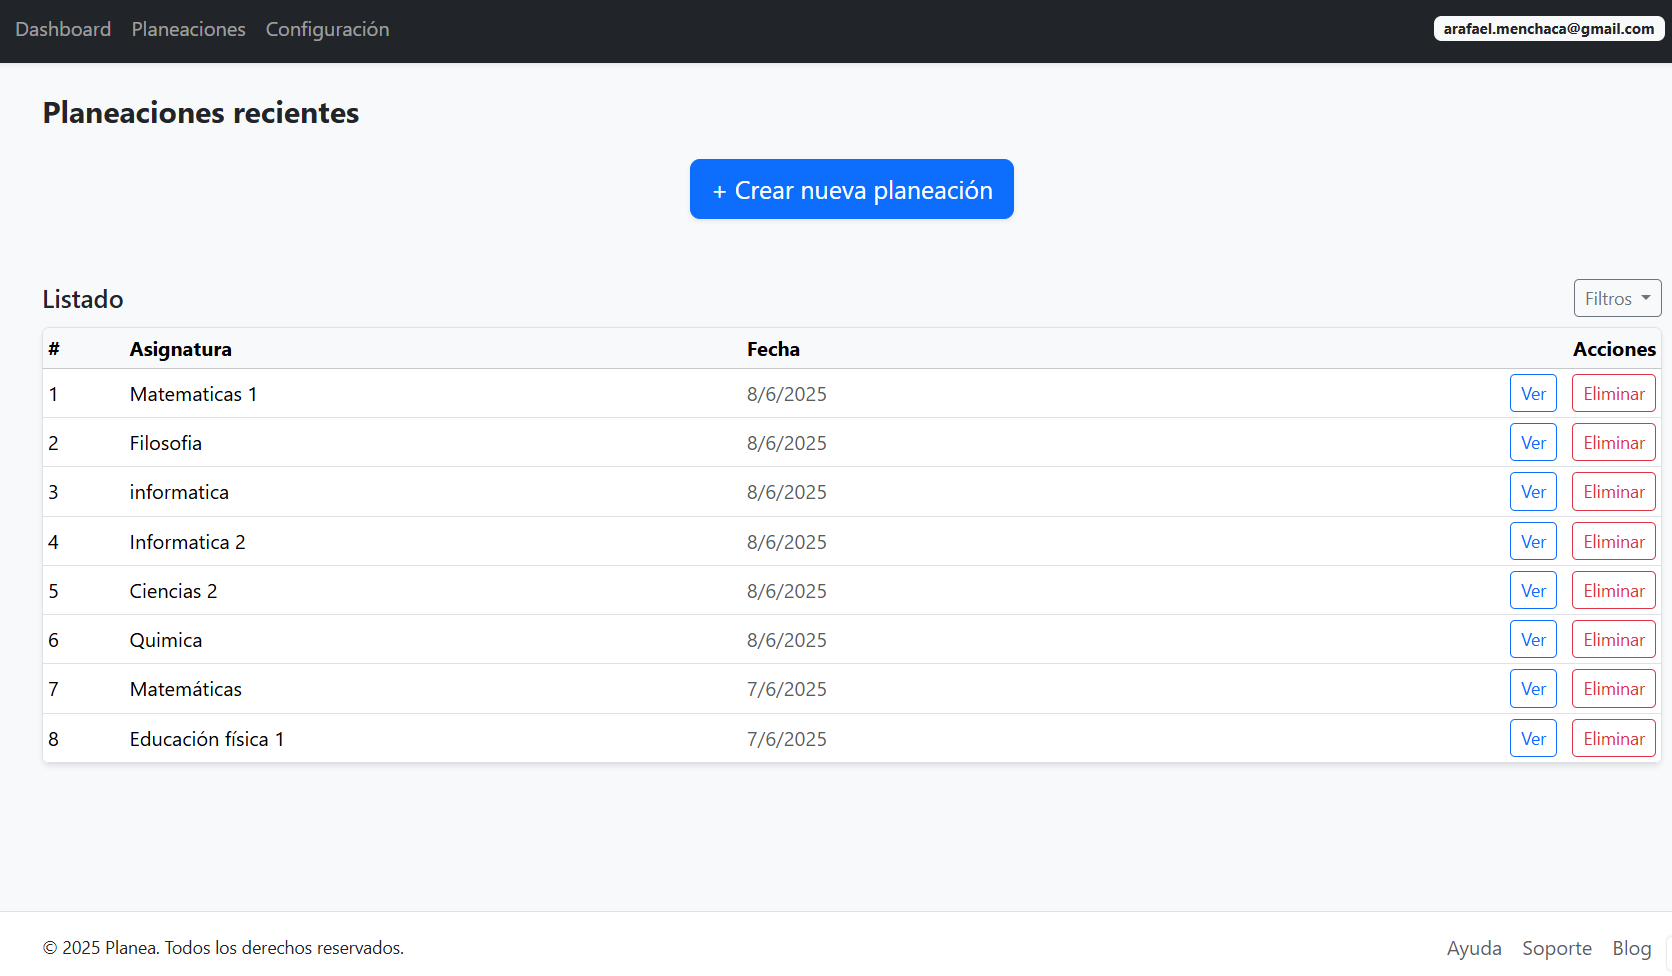 Dashboard Planeaciones Configuración arafael.menchaca@gmail.com
Planeaciones recientes
+ Crear nueva planeación
Listado Filtros
# Asignatura Fecha Acciones
1 Matematicas 1 8/6/2025 Ver Eliminar
2 Filosofia 8/6/2025 Ver Eliminar
3 informatica 8/6/2025 Ver Eliminar
4 Informatica 2 8/6/2025 Ver Eliminar
5 Ciencias 2 8/6/2025 Ver Eliminar
6 Quimica 8/6/2025 Ver Eliminar
7 Matemáticas 7/6/2025 Ver Eliminar
8 Educación física 1 7/6/2025 Ver Eliminar
© 2025 Planea. Todos los derechos reservados. Ayuda Soporte Blog